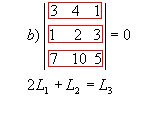 b) | 3 4 1 |
| 1 2 3 | = 0
| 7 10 5 |
2L₁ + L₂ = L₃